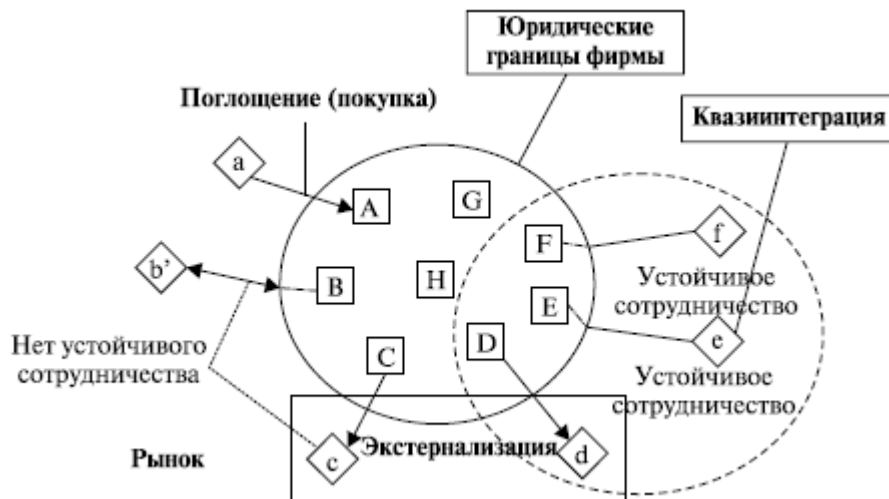 Юридические
границы фирмы
Поглощение (покупка)
Квазиинтеграция
a
A
G
F
f
b’
B
H
E
Устойчивое
сотрудничество
Нет устойчивого
сотрудничества
C
D
e
Устойчивое
сотрудничество
Рынок
c
Экстернализация
d